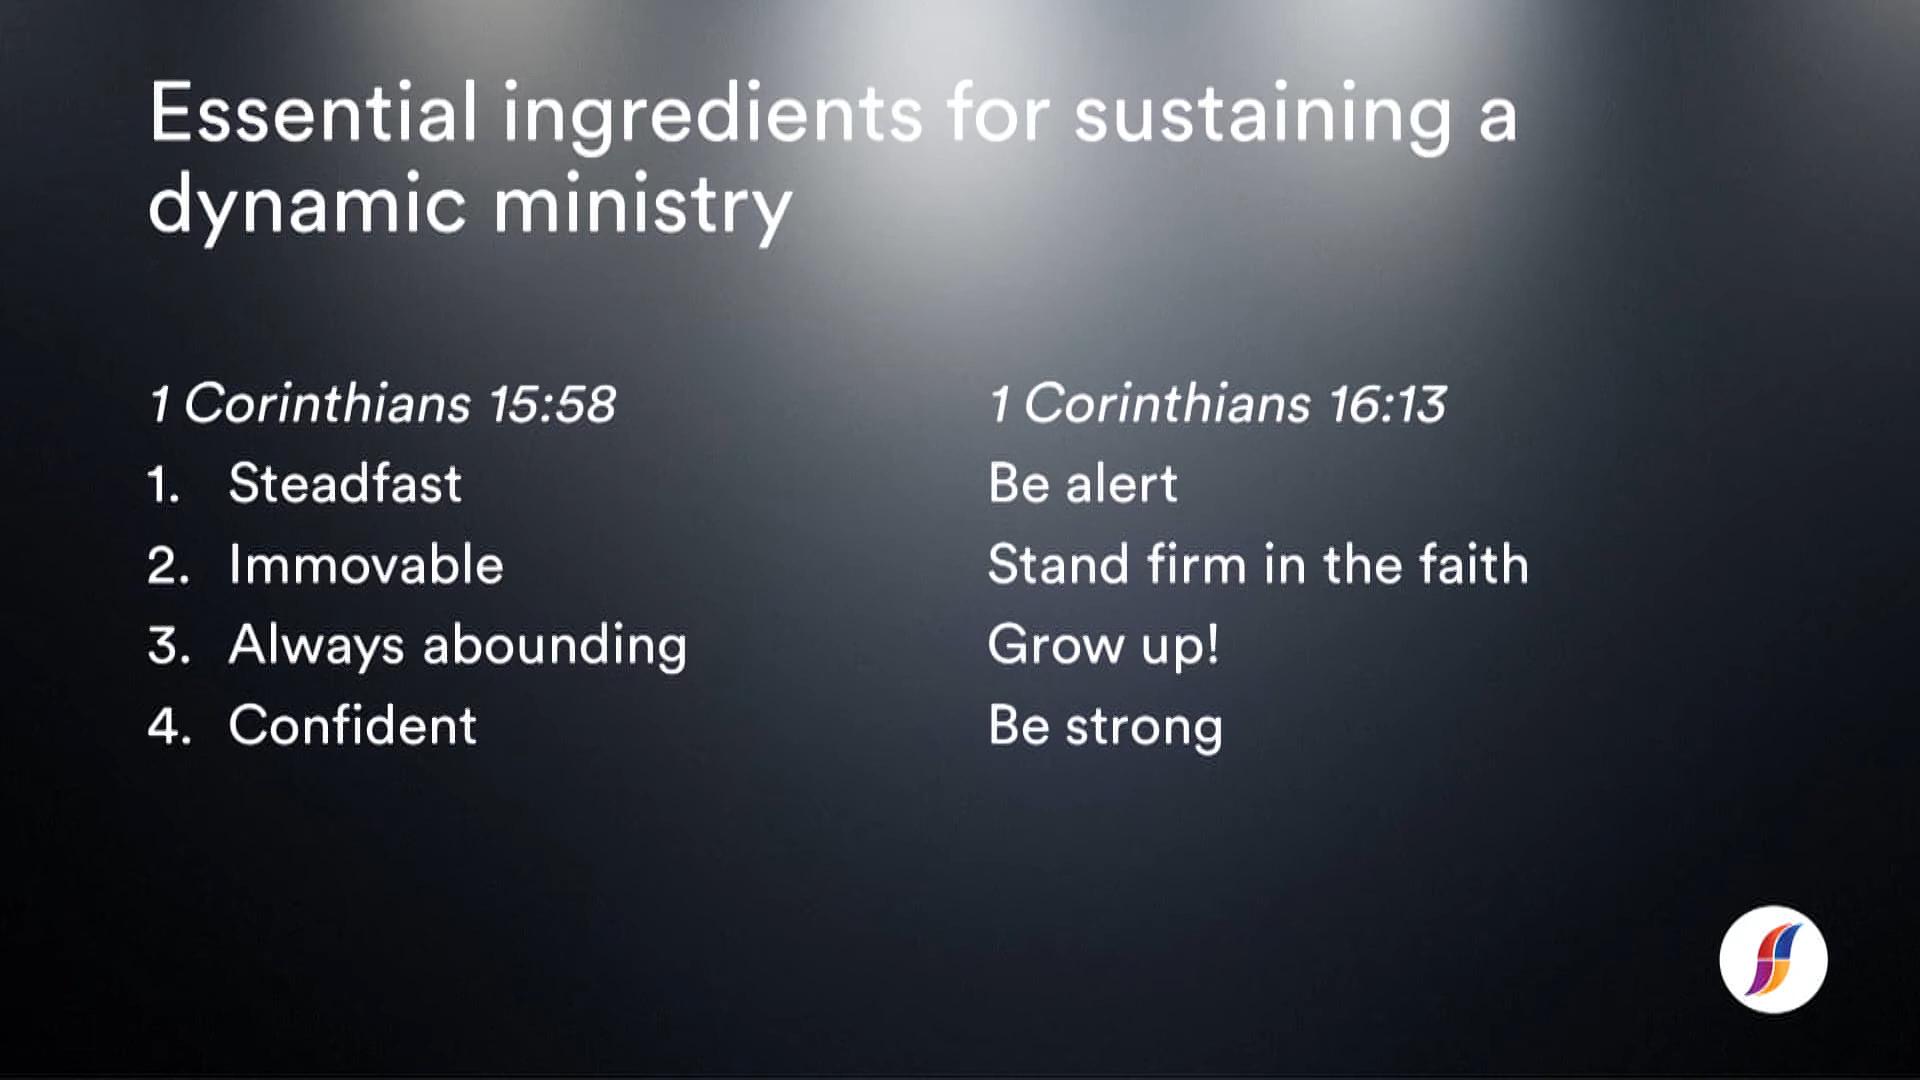 Essential ingredients for sustaining a
dynamic ministry
1 Corinthians 15:58
1. Steadfast
2. Immovable
3. Always abounding
4. Confident
1 Corinthians 16:13
Be alert
Stand firm in the faith
Grow up!
Be strong